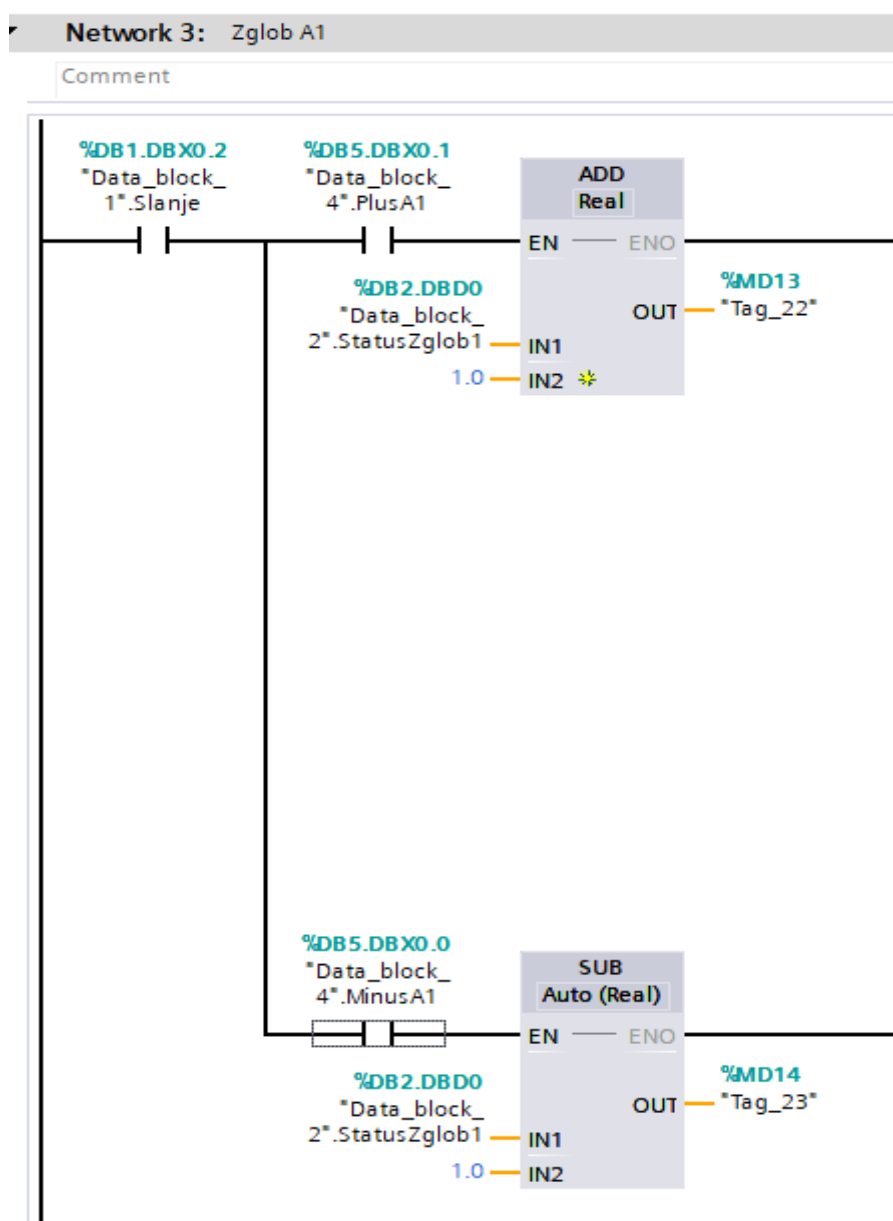 Network 3: Zglob A1
Comment
%DB1.DBX0.2
"Data_block_
1".Slanje
%DB5.DBX0.1
"Data_block_
4".PlusA1
ADD
Real
EN
ENO
%DB2.DBD0
"Data_block_
2".StatusZglob1
IN1
1.0
IN2
OUT
%MD13
"Tag_22"
%DB5.DBX0.0
"Data_block_
4".MinusA1
SUB
Auto (Real)
EN
ENO
%DB2.DBD0
"Data_block_
2".StatusZglob1
IN1
1.0
IN2
OUT
%MD14
"Tag_23"